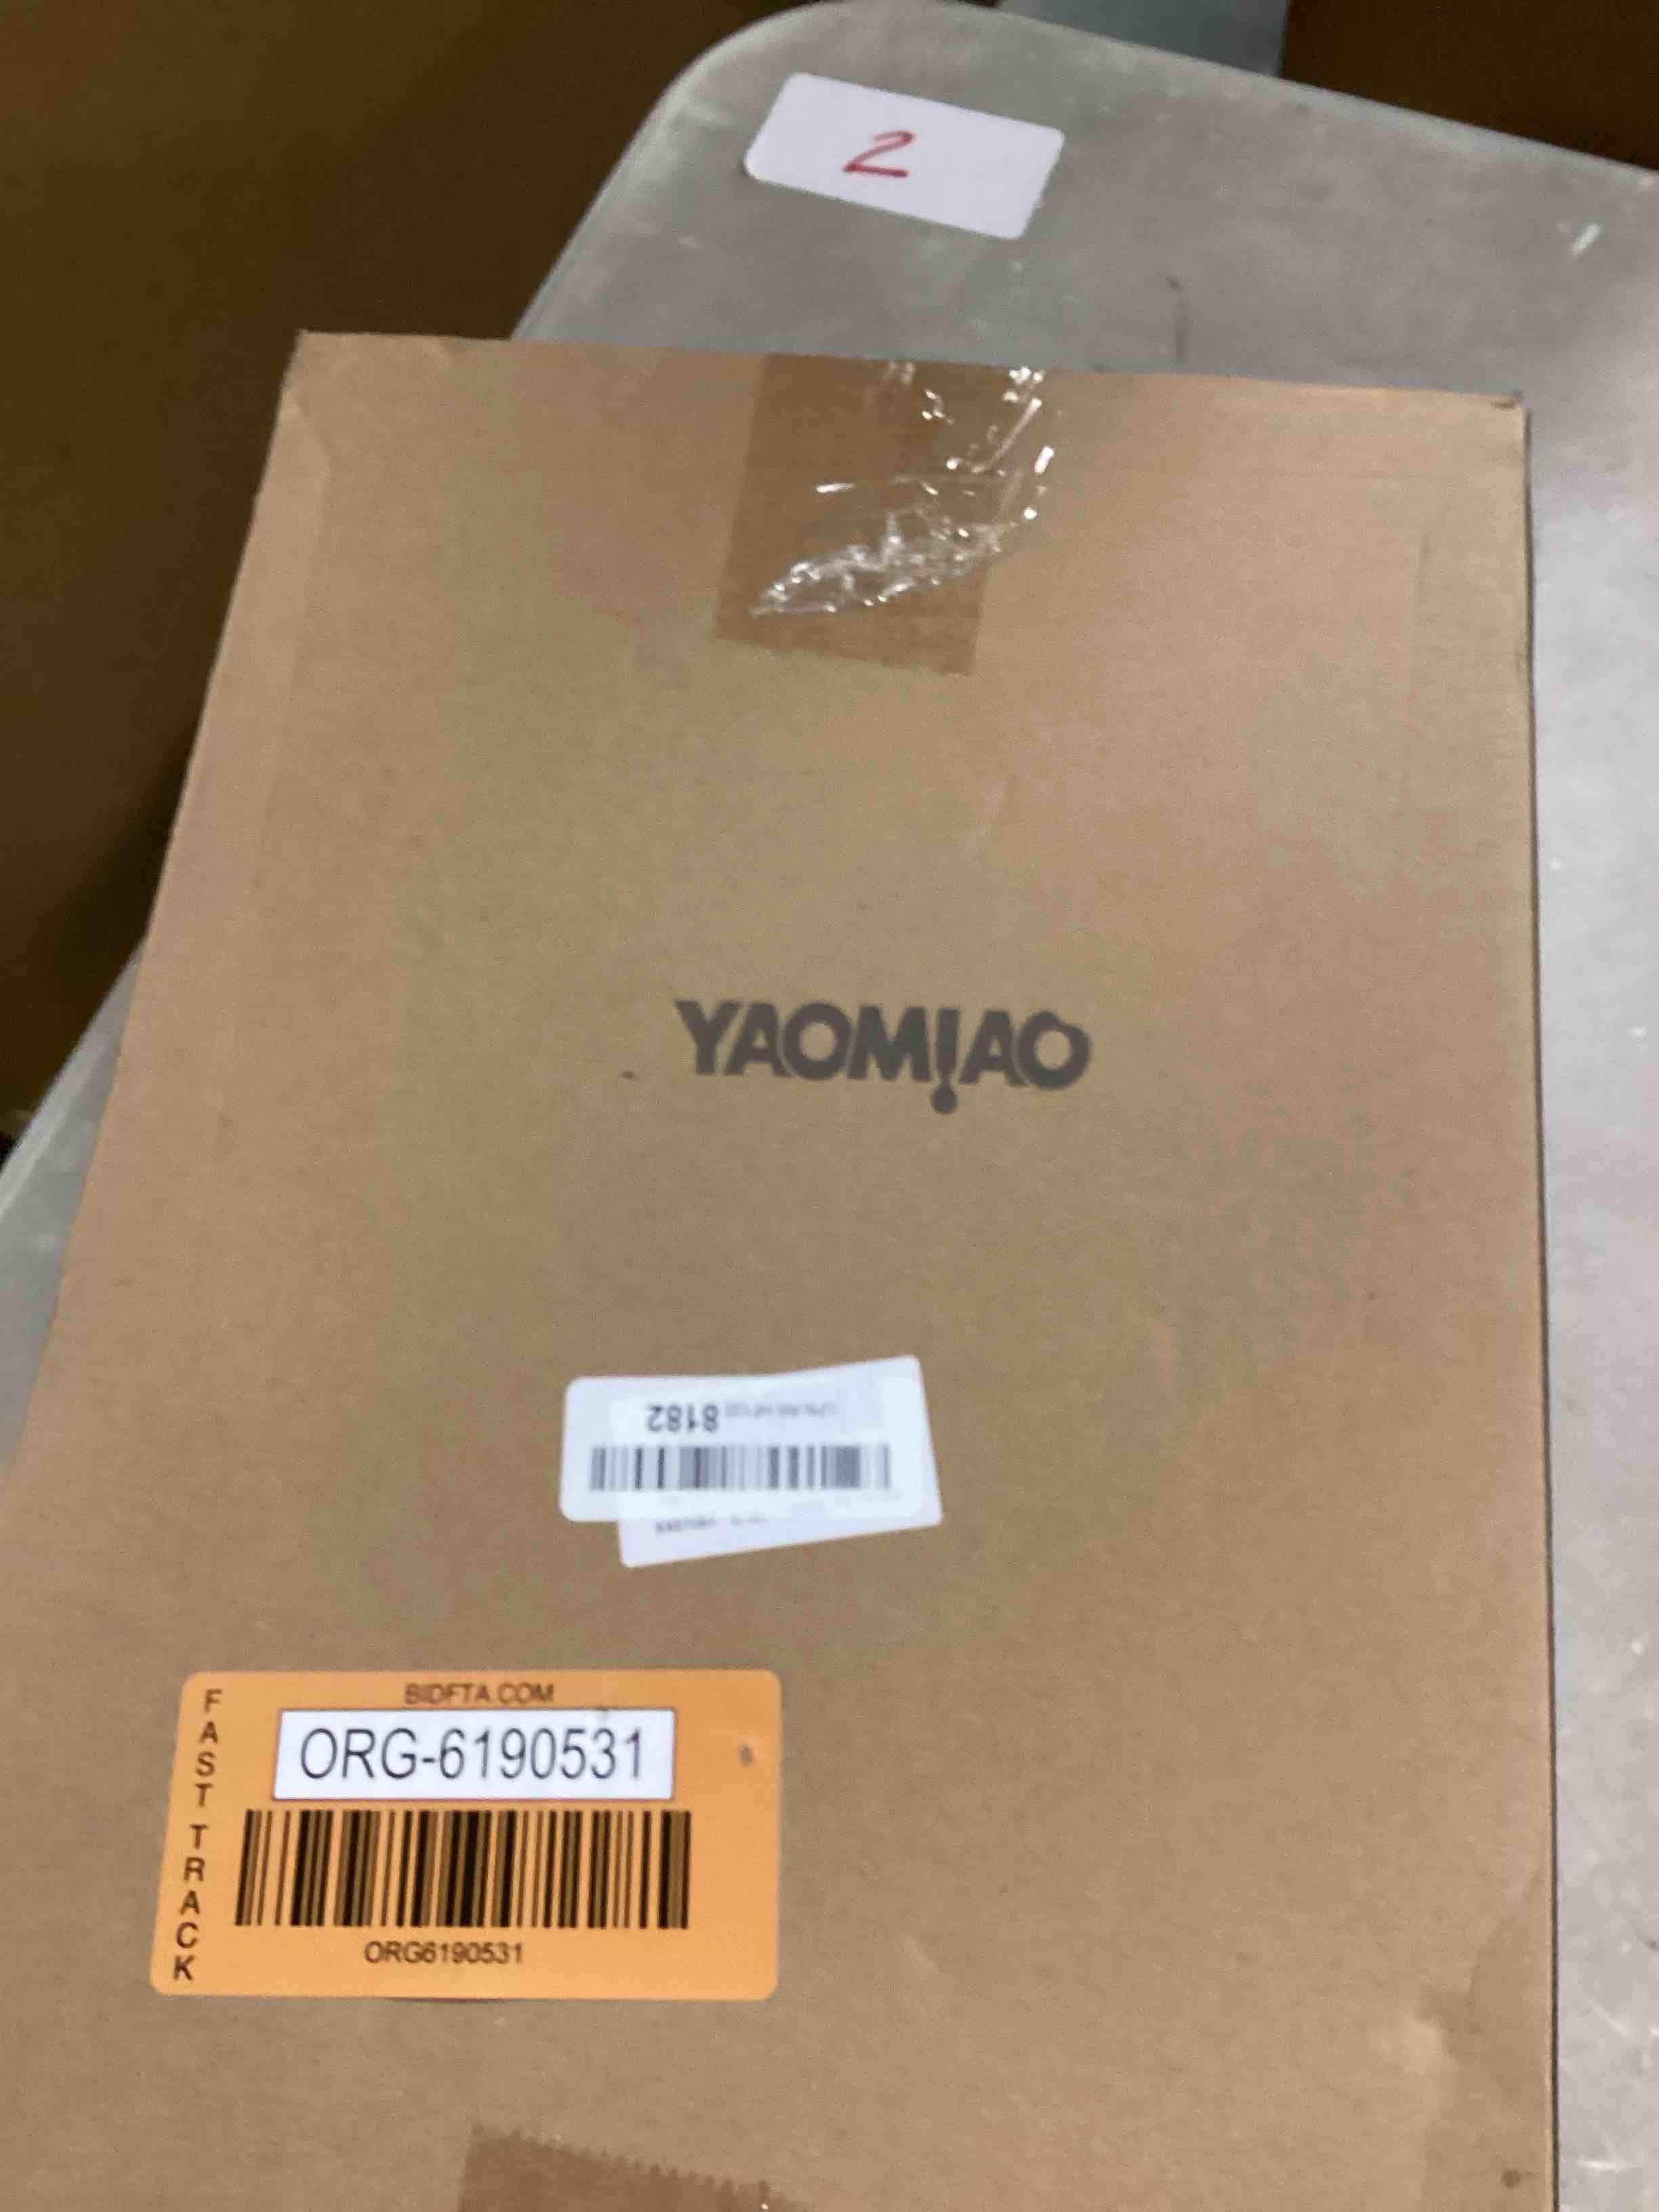 2
YAOMIAO
8182
FAST TRACK
BIDFTA.COM
ORG-6190531
ORG6190531